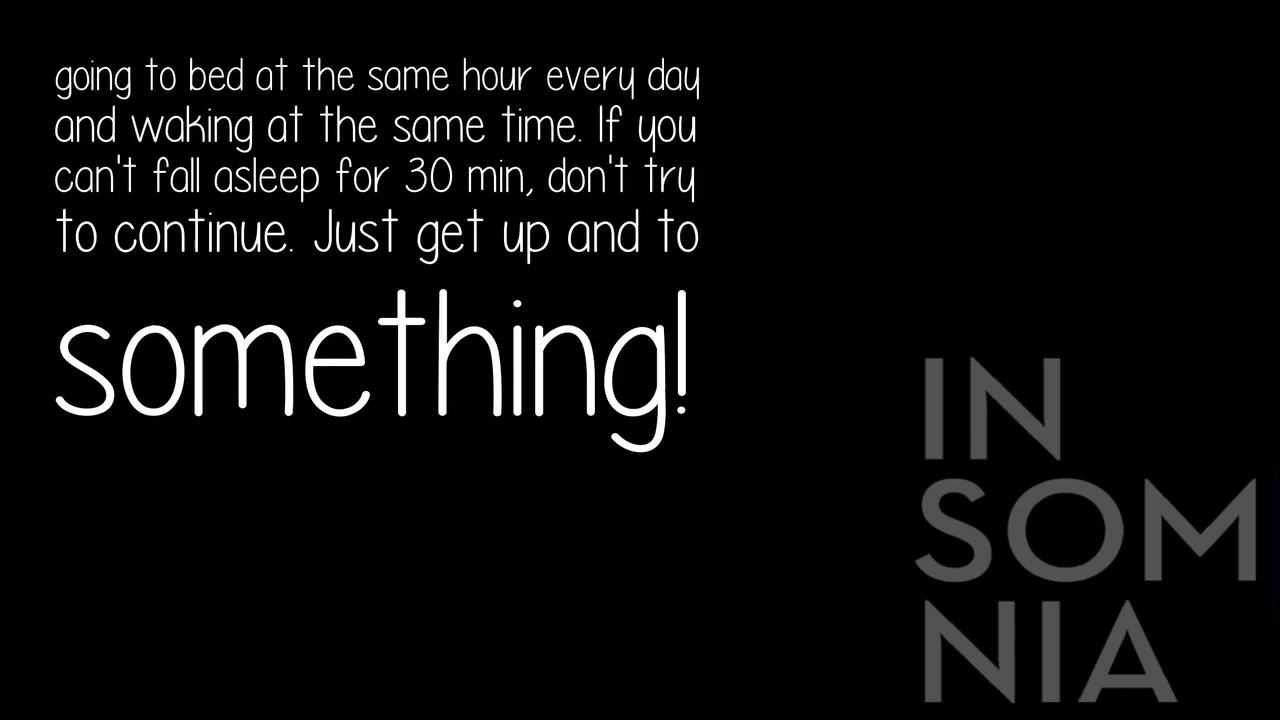 going to bed at the same hour every day
and waking at the same time. If you
can't fall asleep for 30 min, don't try
to continue. Just get up and to
something!
IN
SOM
NIA